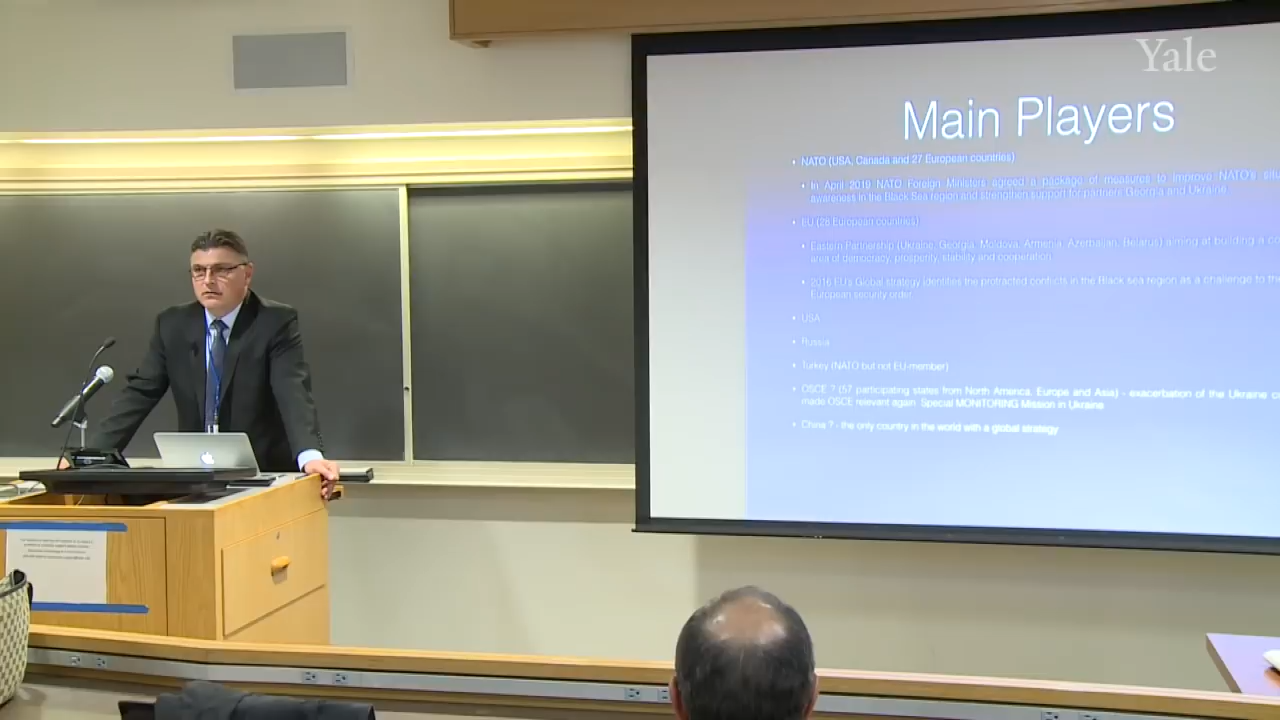 Yale
Main Players
• NATO (USA, Canada and 27 European countries)
• In April 2019 NATO Foreign Ministers agreed a package of measures to improve NATO's
awareness in the Black Sea region and strengthen support for partners Georgia and Ukraine
• EU (28 European countries)
• Eastern Partnership (Ukraine, Georgia, Moldova, Armenia, Azerbaijan, Belarus) aiming at building a
area of democracy, prosperity, stability and cooperation
• 2016 EU's Global strategy identifies the protracted conflicts in the Black sea region as a challenge to
European security order
• USA
• Russia
• Turkey (NATO but not EU-member)
• OSCE ? (57 participating states from North America, Europe and Asia) - exacerbation of the Ukraine
made OSCE relevant again. Special MONITORING Mission in Ukraine
• China ? - the only country in the world with a global strategy